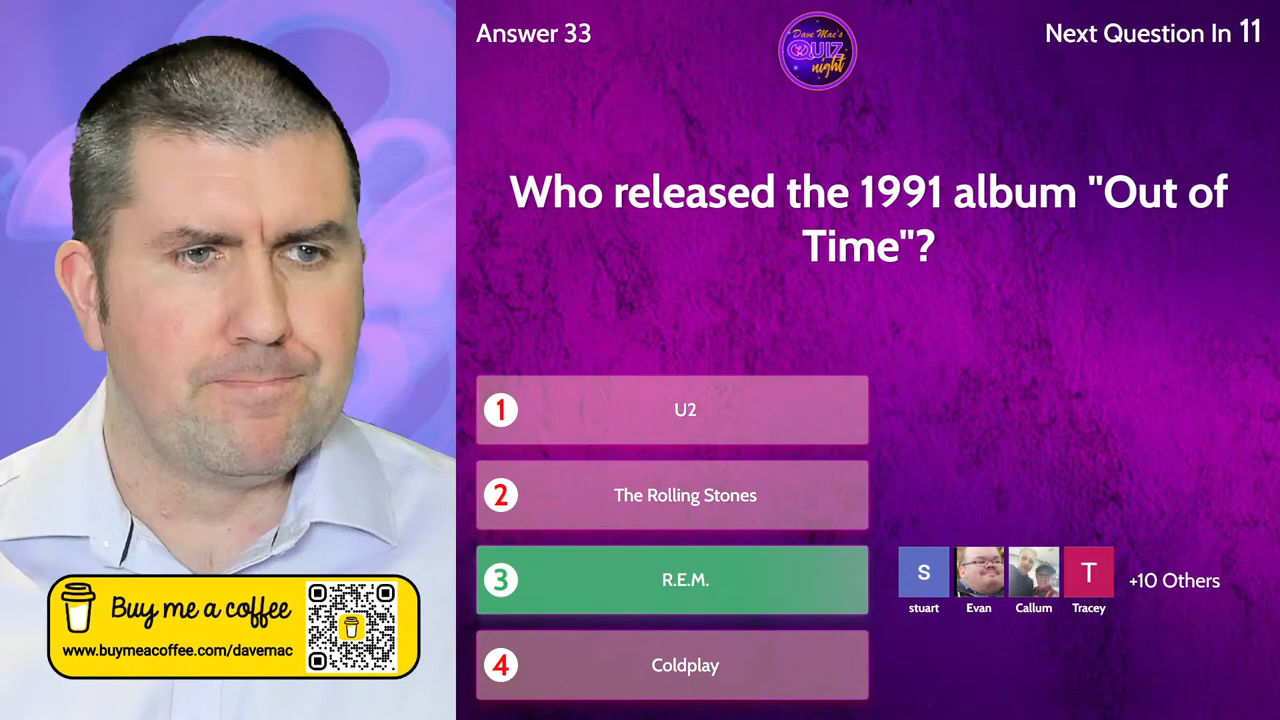 Answer 33
Dave Mac's
QUIZ
night
Next Question In 11
Who released the 1991 album "Out of
Time"?
1 U2
2 The Rolling Stones
3 R.E.M.
4 Coldplay
S
T
+10 Others
stuart Evan Callum Tracey
Buy me a coffee
www.buymeacoffee.com/davemac